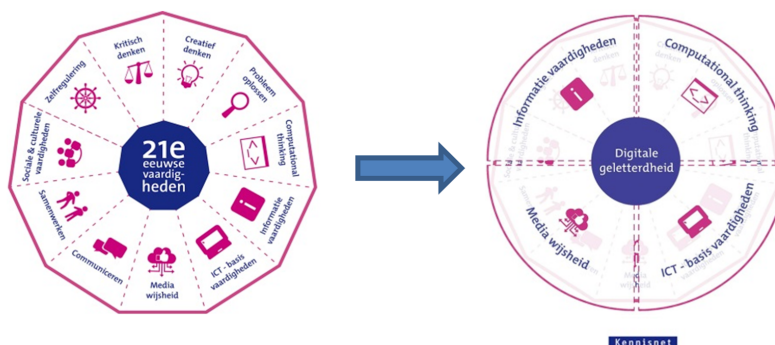 Kritisch
denken
Creatief
denken
Probleem
oplossen
Computational
thinking
Informatie
vaardigheden
ICT - basis
vaardigheden
Media
wijsheid
Communiceren
Samenwerken
Sociale & culturele
vaardigheden
Zelfregulering
21e
eeuwse
vaardig-
heden
Informatie vaardigheden
Computational thinking
ICT - basis vaardigheden
Media wijsheid
Digitale
geletterdheid
Kennisnet